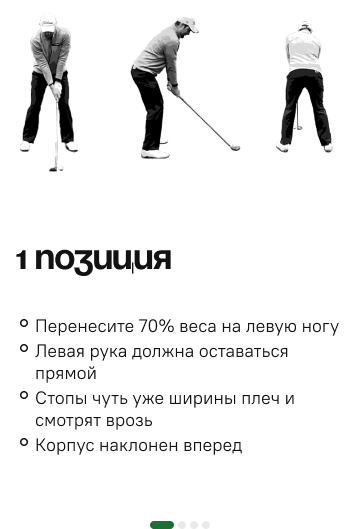 1 позиция
Перенесите 70% веса на левую ногу
Левая рука должна оставаться
прямой
Стопы чуть уже ширины плеч и
смотрят врозь
Корпус наклонен вперед